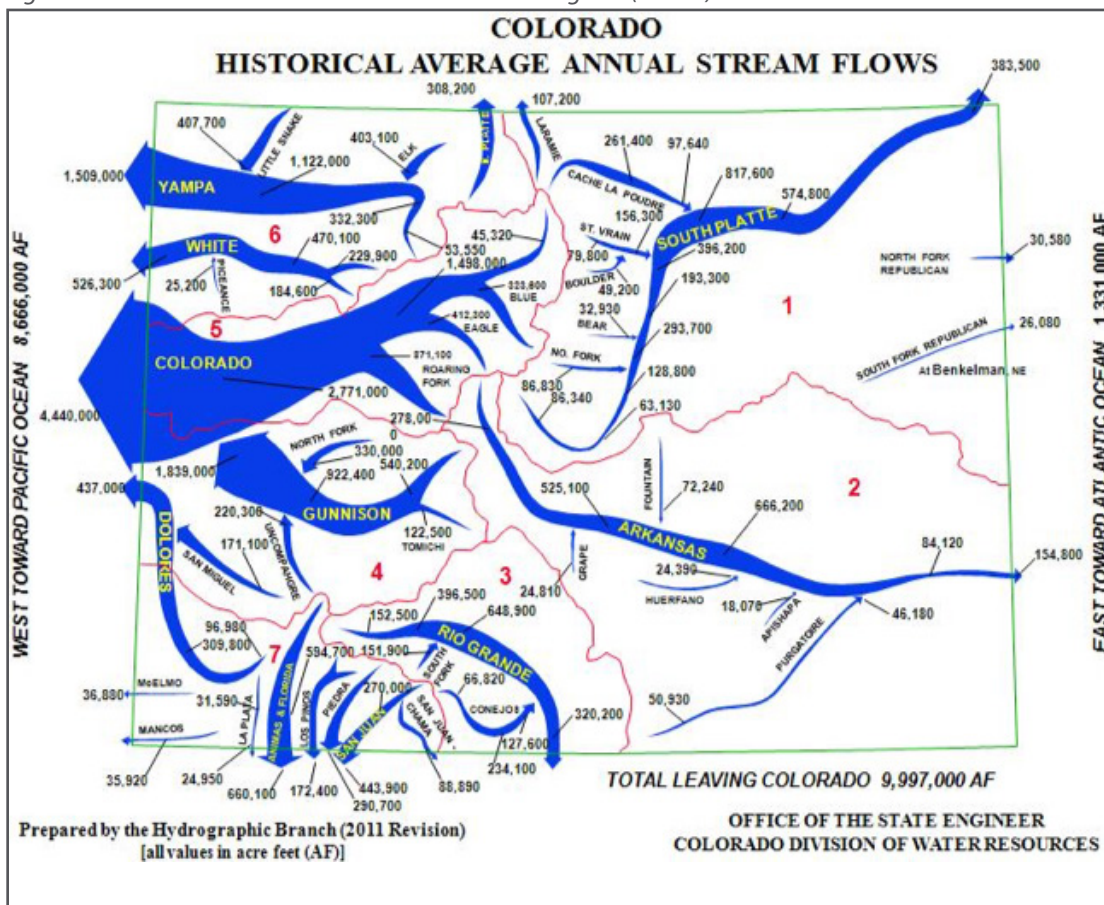 COLORADO
HISTORICAL AVERAGE ANNUAL STREAM FLOWS
383,500
308,200
107,200
407,700
LITTLE SNAKE
403,100
ELK
LARAMIE
261,400
97,640
1,122,000
CACHE LA POUDRE
817,600
1,509,000
YAMPA
156,300
574,800
332,300
ST. VRAIN
SOUTH PLATTE
6
470,100
45,320
53,550
79,800
396,200
30,580
WHITE
229,900
1,498,000
BOULDER
NORTH FORK
REPUBLICAN
526,300
25,200
PICEANCE
184,600
BLUE
49,200
193,300
32,930
1
5
412,300
EAGLE
BEAR
293,700
26,080
SOUTH FORK REPUBLICAN
COLORADO
871,100
ROARING
FORK
NO. FORK
128,800
At Benkelman, NE
2,771,000
86,830
86,340
63,130
4,440,000
278,00
0
NORTH FORK
330,000
540,200
1,839,000
922,400
FOUNTAIN
72,240
2
437,000
525,100
666,200
220,300
GUNNISON
122,500
TOMICHI
ARKANSAS
84,120
154,800
DOLORES
171,100
UNCOMPAHGRE
SAN MIGUEL
4
3
GRAPE
24,390
24,810
HUERFANO
18,070
APISHAPA
46,180
PURGATOIRE
396,500
152,500
648,900
96,980
309,800
7
594,700
151,900
RIO GRANDE
SOUTH
FORK
McELMO
36,880
31,590
270,000
66,820
50,930
LA PLATA
ANIMAS & FLORIDA
LOS PINOS
PIEDRA
SAN JUAN
SAN JUAN -
CHAMA
CONEJOS
320,200
MANCOS
127,600
35,920
24,950
234,100
660,100
172,400
443,900
88,890
290,700
TOTAL LEAVING COLORADO 9,997,000 AF
WEST TOWARD PACIFIC OCEAN 8,666,000 AF
EAST TOWARD ATLANTIC OCEAN 1,331,000 AF
Prepared by the Hydrographic Branch (2011 Revision)
[all values in acre feet (AF)]
OFFICE OF THE STATE ENGINEER
COLORADO DIVISION OF WATER RESOURCES